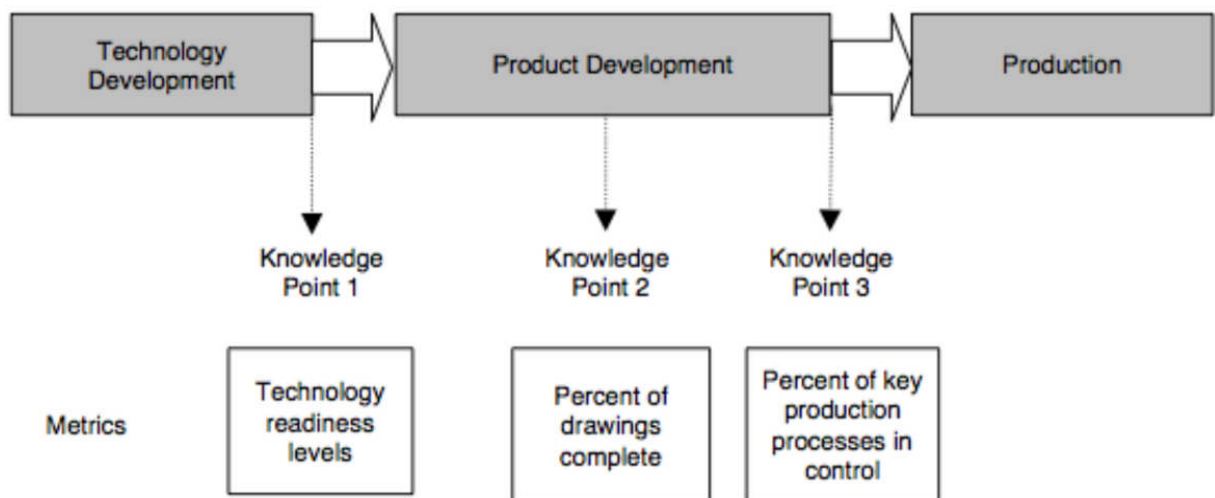 Technology
Development
Product Development
Production
Knowledge
Point 1
Knowledge
Point 2
Knowledge
Point 3
Metrics
Technology
readiness
levels
Percent of
drawings
complete
Percent of key
production
processes in
control